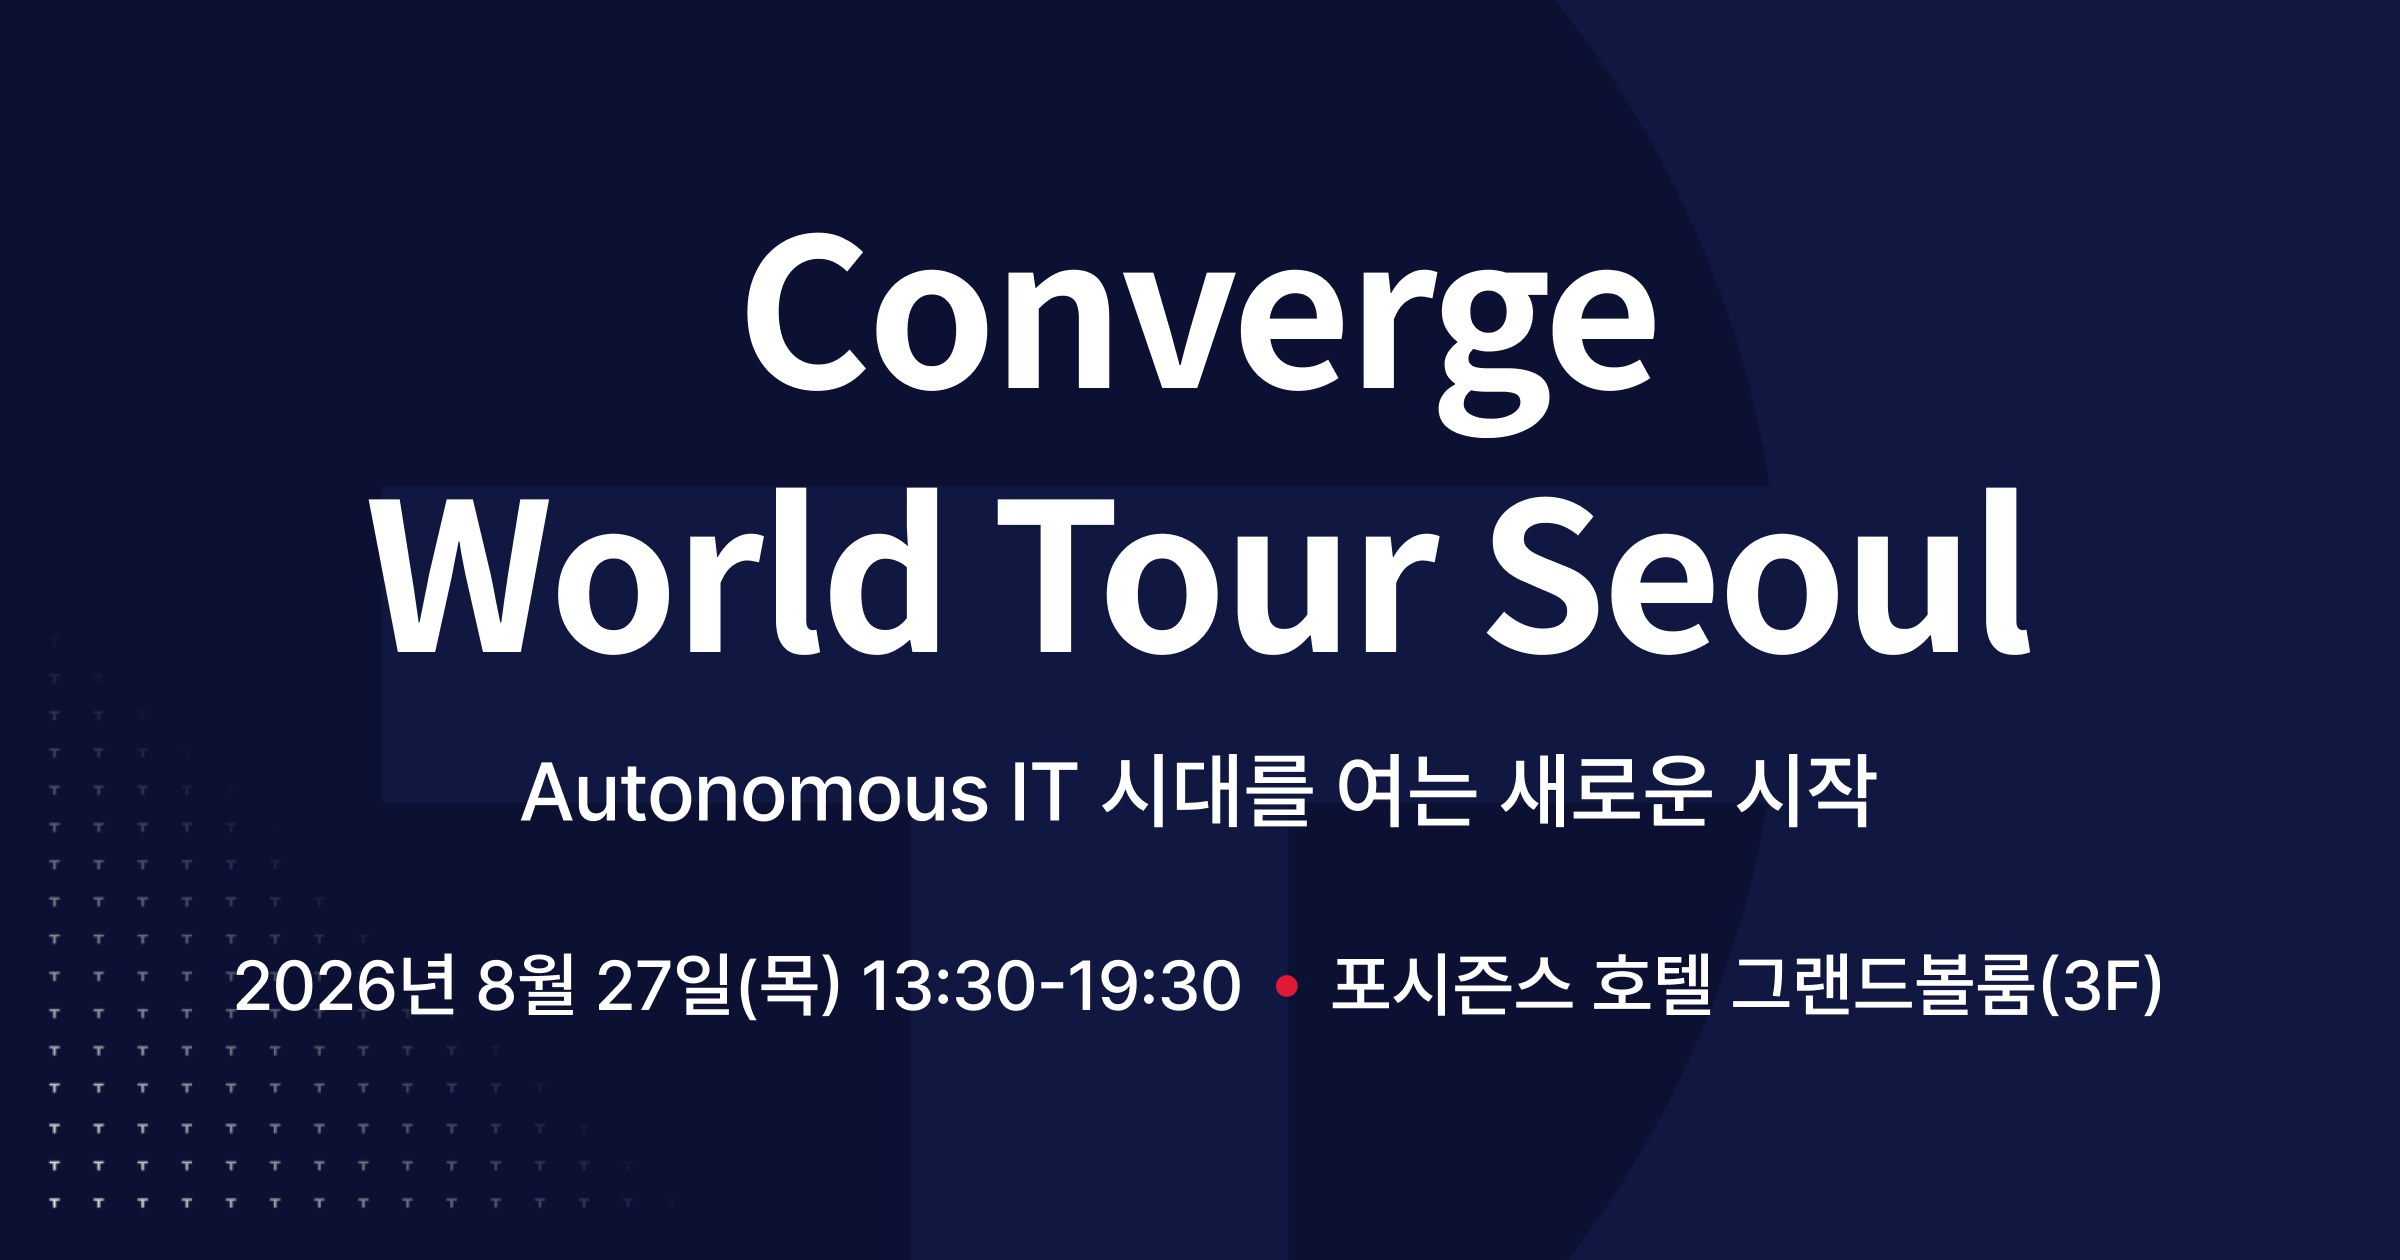 Converge
World Tour Seoul
Autonomous IT 시대를 여는 새로운 시작
2026년 8월 27일(목) 13:30-19:30 ● 포시즌스 호텔 그랜드볼룸(3F)